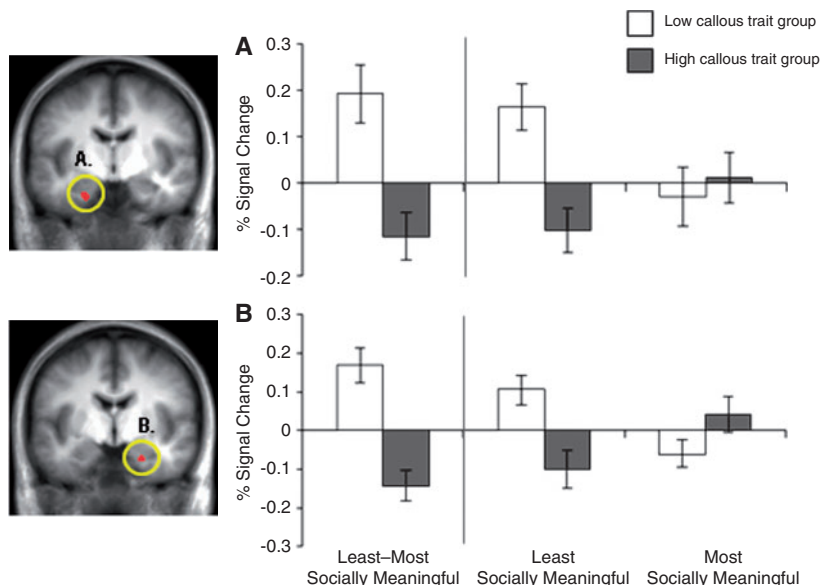 Low callous trait group
High callous trait group
A
0.3
0.2
0.1
0
-0.1
-0.2
% Signal Change
A.
B
0.3
0.2
0.1
0
-0.1
-0.2
-0.3
% Signal Change
B.
Least–Most
Socially Meaningful
Least
Socially Meaningful
Most
Socially Meaningful